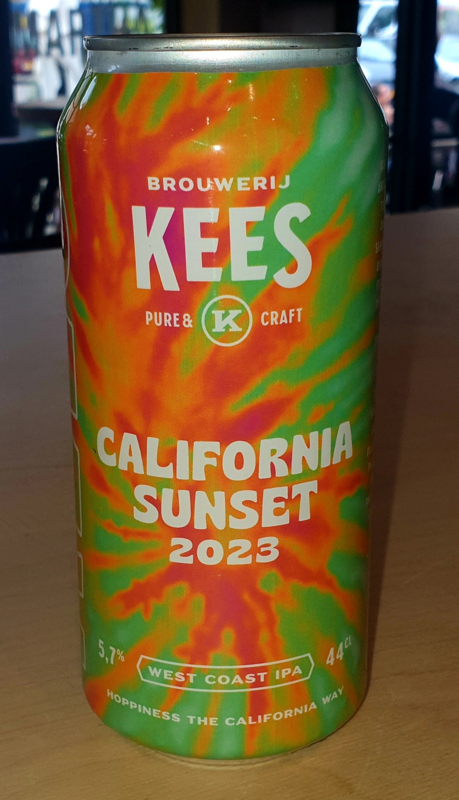 BROUWERIJ
KEES
PURE & K CRAFT
CALIFORNIA
SUNSET
2023
5,7% WEST COAST IPA 44CL
HOPPINESS THE CALIFORNIA WAY